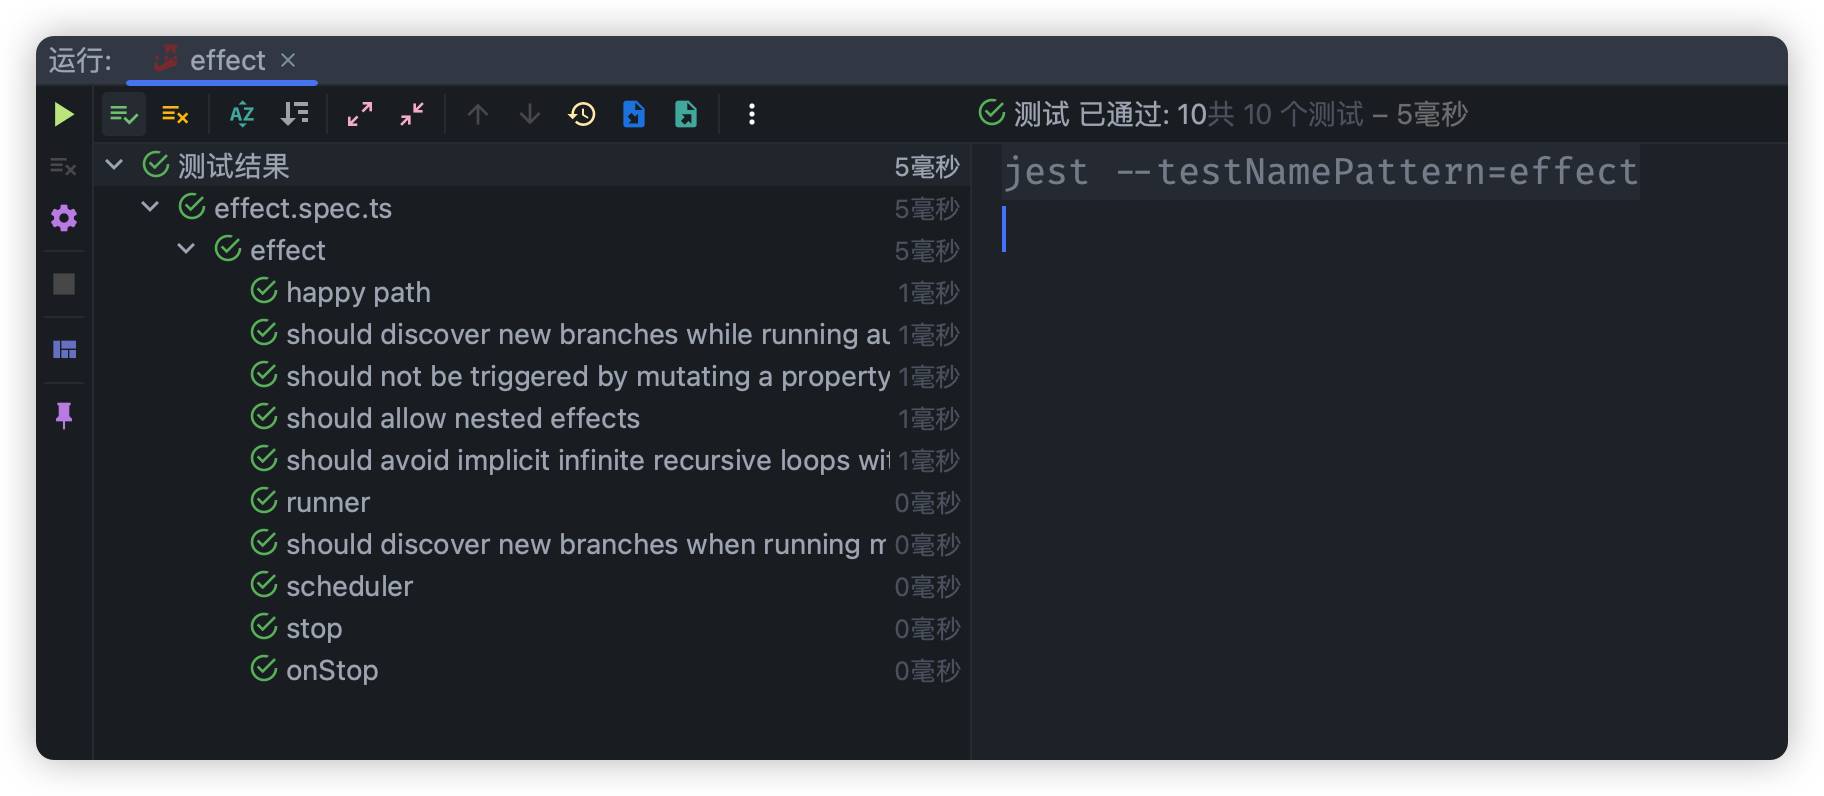 运行: effect
测试 已通过: 10共 10 个测试 – 5毫秒
测试结果 5毫秒
effect.spec.ts 5毫秒
effect 5毫秒
happy path 1毫秒
should discover new branches while running 1毫秒
should not be triggered by mutating a property 1毫秒
should allow nested effects 1毫秒
should avoid implicit infinite recursive loops 1毫秒
runner 0毫秒
should discover new branches when running 0毫秒
scheduler 0毫秒
stop 0毫秒
onStop 0毫秒
jest --testNamePattern=effect